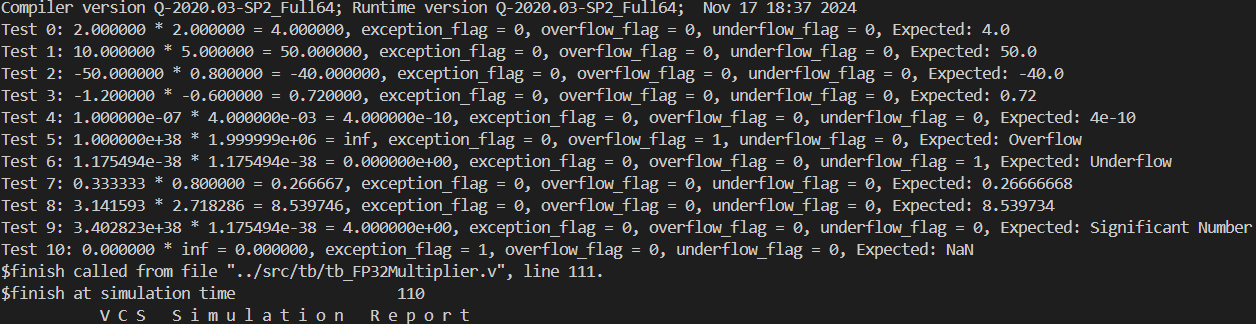 Compiler version Q-2020.03-SP2_Full64; Runtime version Q-2020.03-SP2_Full64;  Nov 17 18:37 2024
Test 0: 2.000000 * 2.000000 = 4.000000, exception_flag = 0, overflow_flag = 0, underflow_flag = 0, Expected: 4.0
Test 1: 10.000000 * 5.000000 = 50.000000, exception_flag = 0, overflow_flag = 0, underflow_flag = 0, Expected: 50.0
Test 2: -50.000000 * 0.800000 = -40.000000, exception_flag = 0, overflow_flag = 0, underflow_flag = 0, Expected: -40.0
Test 3: -1.200000 * -0.600000 = 0.720000, exception_flag = 0, overflow_flag = 0, underflow_flag = 0, Expected: 0.72
Test 4: 1.000000e-07 * 4.000000e-03 = 4.000000e-10, exception_flag = 0, overflow_flag = 0, underflow_flag = 0, Expected: 4e-10
Test 5: 1.000000e+38 * 1.999999e+06 = inf, exception_flag = 0, overflow_flag = 1, underflow_flag = 0, Expected: Overflow
Test 6: 1.175494e-38 * 1.175494e-38 = 0.000000e+00, exception_flag = 0, overflow_flag = 0, underflow_flag = 1, Expected: Underflow
Test 7: 0.333333 * 0.800000 = 0.266667, exception_flag = 0, overflow_flag = 0, underflow_flag = 0, Expected: 0.26666668
Test 8: 3.141593 * 2.718286 = 8.539746, exception_flag = 0, overflow_flag = 0, underflow_flag = 0, Expected: 8.539734
Test 9: 3.402823e+38 * 1.175494e-38 = 4.000000e+00, exception_flag = 0, overflow_flag = 0, underflow_flag = 0, Expected: Significant Number
Test 10: 0.000000 * inf = 0.000000, exception_flag = 1, overflow_flag = 0, underflow_flag = 0, Expected: NaN
$finish called from file "../src/tb/tb_FP32Multiplier.v", line 111.
$finish at simulation time                  110
V C S   S i m u l a t i o n   R e p o r t